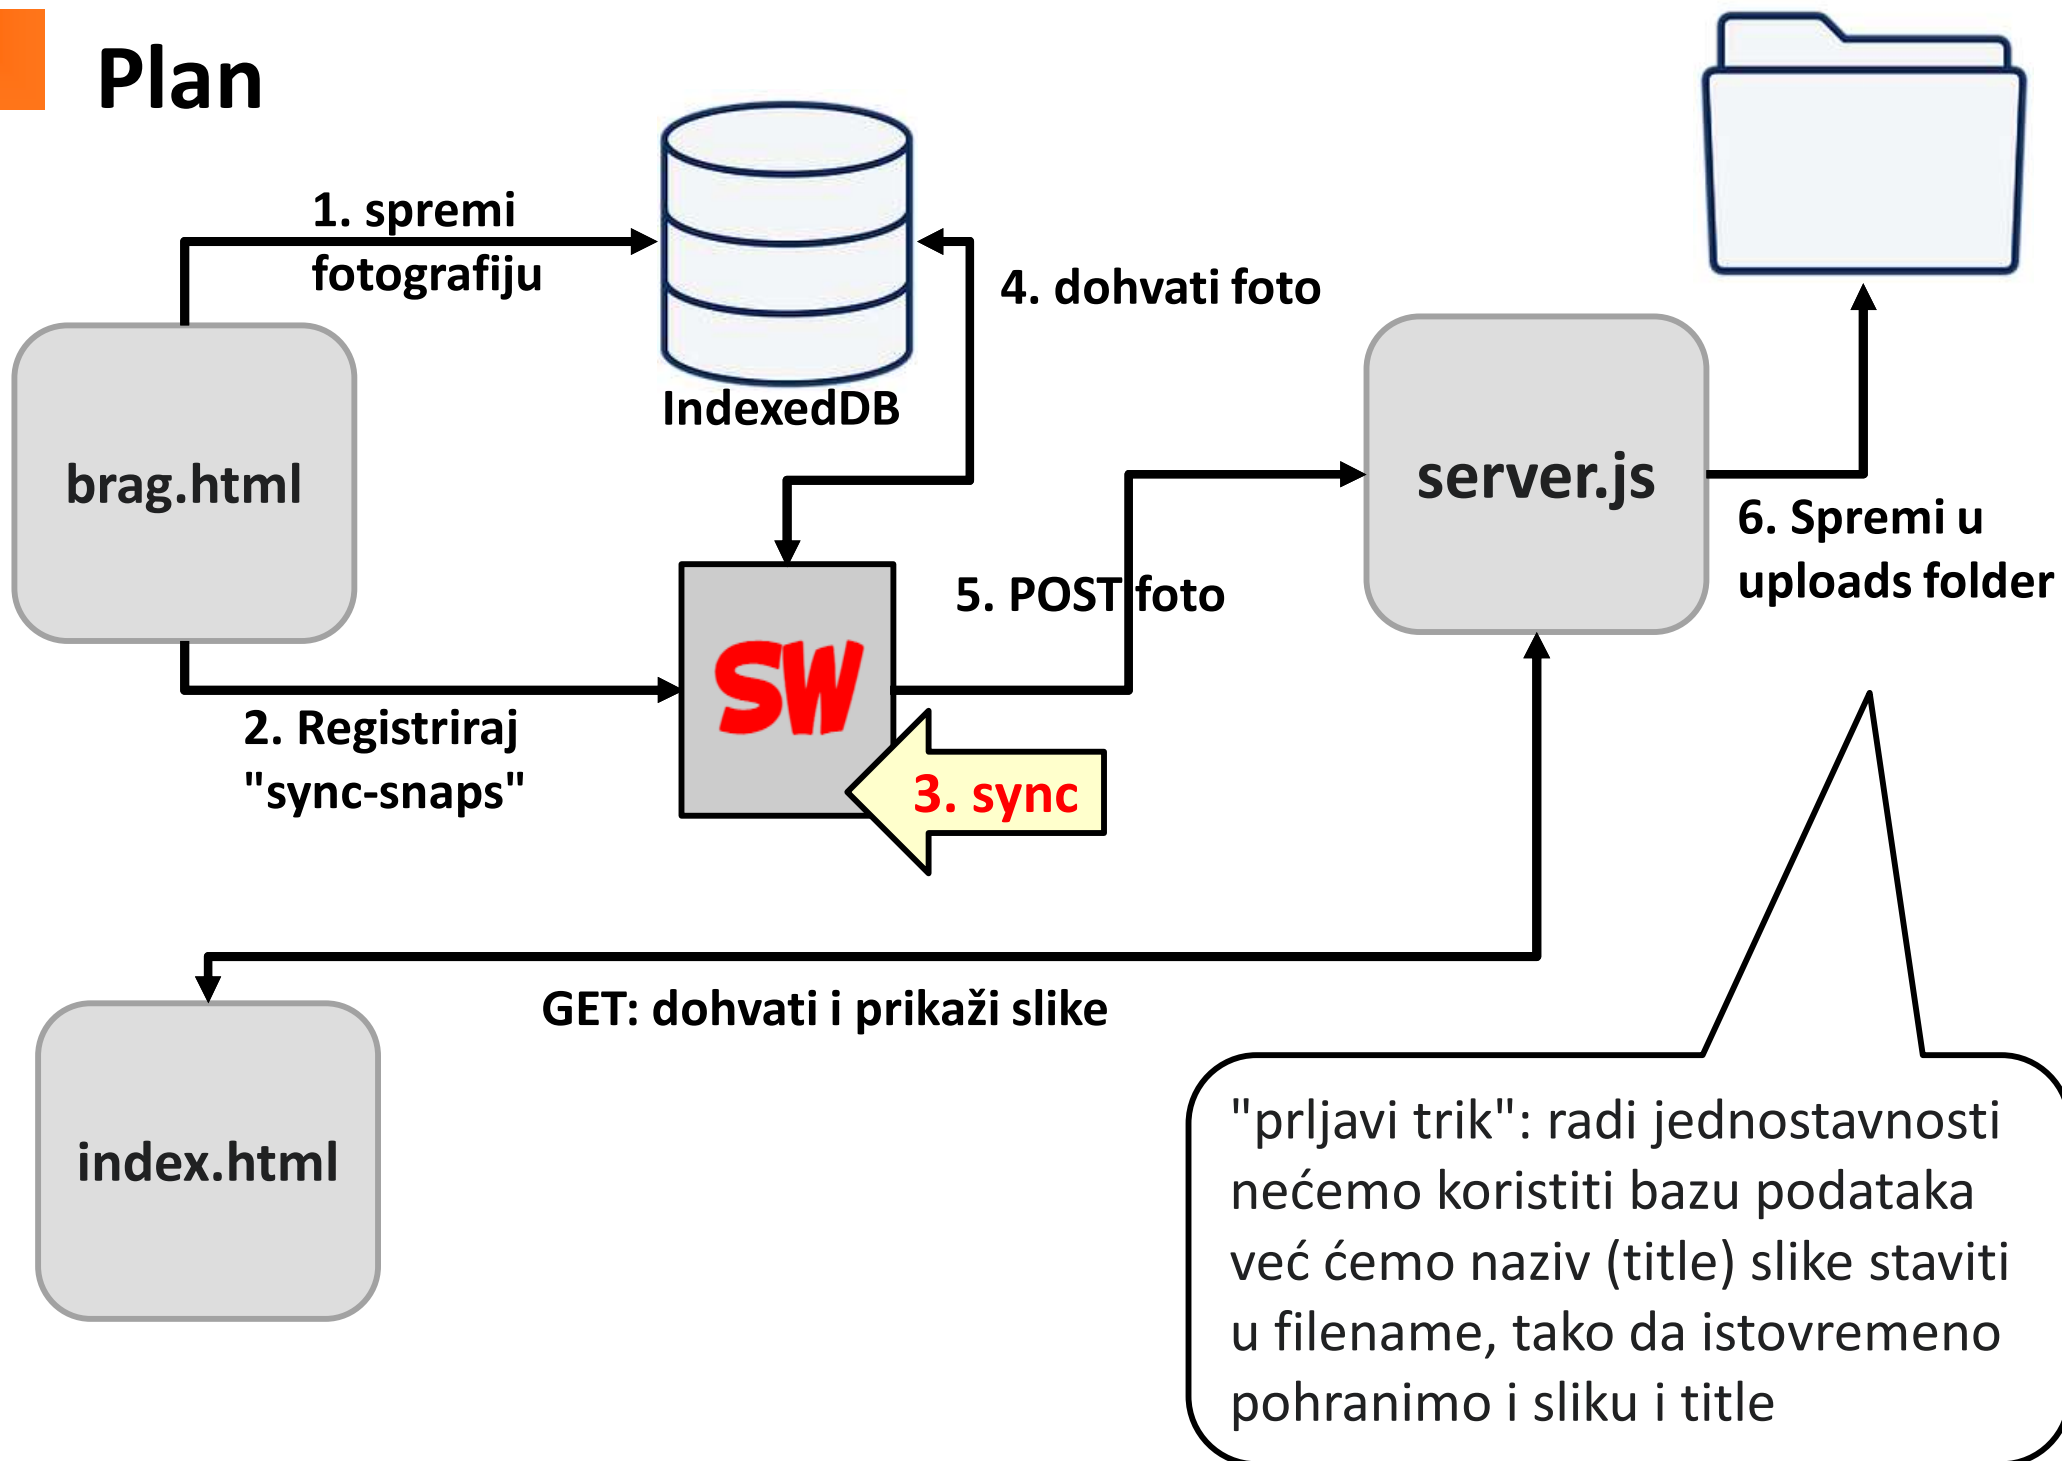 Plan
1. spremi
fotografiju
IndexedDB
4. dohvati foto
brag.html
server.js
6. Spremi u
uploads folder
5. POST foto
SW
2. Registriraj
"sync-snaps"
3. sync
GET: dohvati i prikaži slike
index.html
"prljavi trik": radi jednostavnosti
nećemo koristiti bazu podataka
već ćemo naziv (title) slike staviti
u filename, tako da istovremeno
pohranimo i sliku i title